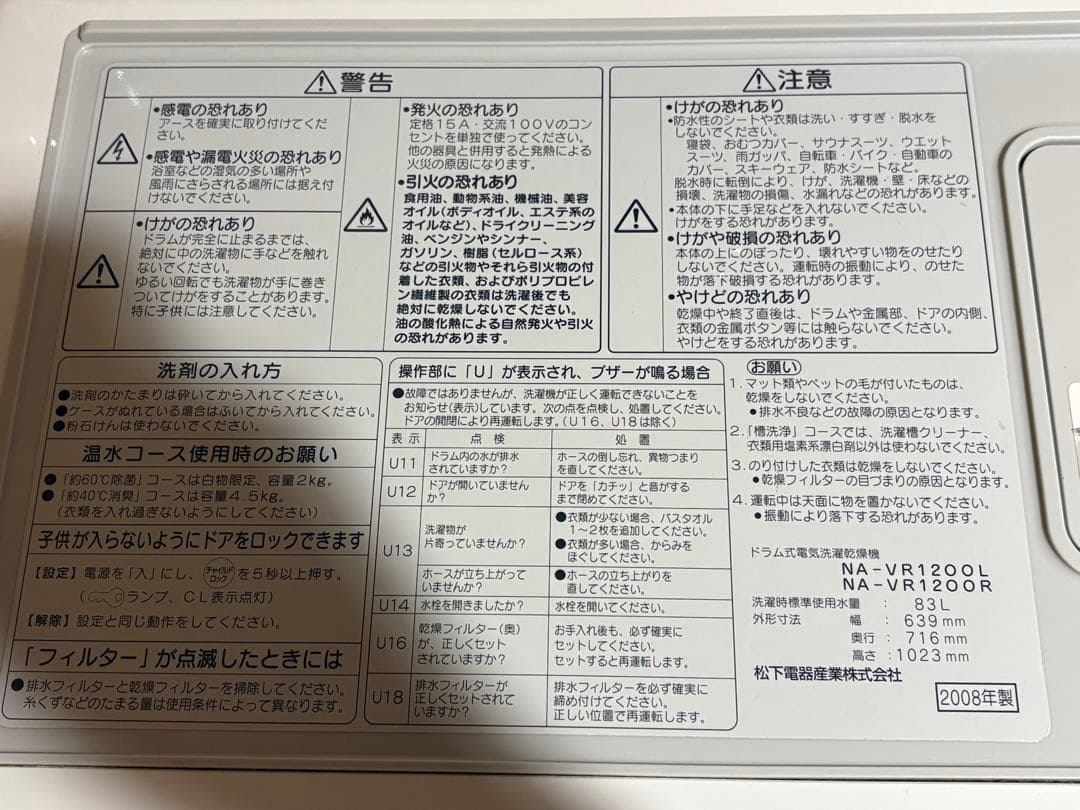 警告
•感電の恐れあり
アースを確実に取り付けてくだ
さい。
•感電や漏電火災の恐れあり
浴室などの湿気の多い場所や
風雨にさらされる場所には据え付
けないでください。
•けがの恐れあり
ドラムが完全に止まるまでは、
絶対に中の洗濯物に手などを触れ
ないでください。
ゆるい回転でも洗濯物が手に巻き
ついてけがをすることがあります。
特に子供には注意してください。
•発火の恐れあり
定格15A・交流100Vのコン
セントを単独で使ってください。
他の器具と併用すると発熱による
火災の原因になります。
•引火の恐れあり
食用油、動物系油、機械油、美容
オイル(ボディオイル、エステ系の
オイルなど)、ドライクリーニング
油、ベンジンやシンナー、
ガソリン、樹脂(セルロース系)
などの引火物やそれら引火物の付
着した衣類、およびポリプロピレ
ン繊維製の衣類は洗濯後でも
絶対に乾燥しないでください。
油の酸化熱による自然発火や引火
の恐れがあります。
注意
•けがの恐れあり
•防水性のシートや衣類は洗い・すすぎ・脱水を
しないでください。
寝袋、おむつカバー、サウナスーツ、ウエット
スーツ、雨ガッパ、自転車・バイク・自動車の
カバー、スキーウェア、防水シートなど。
脱水時に転倒により、けが、洗濯機・壁・床などの
損壊、洗濯物の損傷、水漏れなどの恐れがあります。
•本体の下に手足などを入れないでください。
けがをする恐れがあります。
•けがや破損の恐れあり
本体の上にのぼったり、壊れやすい物をのせたり
しないでください。運転時の振動により、のせた
物が落下破損する恐れがあります。
•やけどの恐れあり
乾燥中や終了直後は、ドラムや金属部、ドアの内側、
衣類の金属ボタン等には触らないでください。
やけどをする恐れがあります。
洗剤の入れ方
●洗剤のかたまりは砕いてから入れてください。
●ケースがぬれている場合はふいてから入れてください。
●粉石けんは使わないでください。
温水コース使用時のお願い
●「約60℃除菌」コースは白物限定、容量2kg。
●「約40℃消臭」コースは容量4.5kg。
(衣類を入れ過ぎないようにしてください)
子供が入らないようにドアをロックできます
【設定】電源を「入」にし、チャイルドロックを5秒以上押す。
(ランプ、CL表示点灯)
【解除】設定と同じ動作をしてください。
「フィルター」が点滅したときには
●排水フィルターと乾燥フィルターを掃除してください。
糸くずなどのたまる量は使用条件によって異なります。
操作部に「U」が表示され、ブザーが鳴る場合
●故障ではありませんが、洗濯機が正しく運転できないことを
お知らせ(表示)しています。次の点を点検し、処置してください。
ドアの開閉により再運転します。(U16、U18は除く)
表示 点検 処置
U11 ドラム内の水が排水
されていますか? ホースの倒し忘れ、異物つまり
を直してください。
U12 ドアが開いていません
か? ドアを「カチッ」と音がする
まで閉めてください。
U13 洗濯物が
片寄っていませんか? ●衣類が少ない場合、バスタオル
1〜2枚を追加してください。
●衣類が多い場合、からみを
ほぐしてください。
ホースが立ち上がって
いませんか? ●ホースの立ち上がりを
直してください。
U14 水栓を開きましたか? 水栓を開いてください。
U16 乾燥フィルター(奥)
が、正しくセット
されていますか? お手入れ後も、必ず確実に
セットしてください。
セットすると再運転します。
U18 排水フィルターが
正しくセットされて
いますか? 排水フィルターを必ず確実に
締め付けてください。
正しい位置で再運転します。
お願い
1.マット類やペットの毛が付いたものは、
乾燥をしないでください。
●排水不良などの故障の原因となります。
2.「槽洗浄」コースでは、洗濯槽クリーナー、
衣類用塩素系漂白剤以外は使わないでください。
3.のり付けした衣類は乾燥をしないでください。
●乾燥フィルターの目づまりの原因となります。
4.運転中は天面に物を置かないでください。
●振動により落下する恐れがあります。
ドラム式電気洗濯乾燥機
NA-VR1200L
NA-VR1200R
洗濯時標準使用水量 : 83L
外形寸法 幅 : 639mm
奥行 : 716mm
高さ : 1023mm
松下電器産業株式会社
2008年製